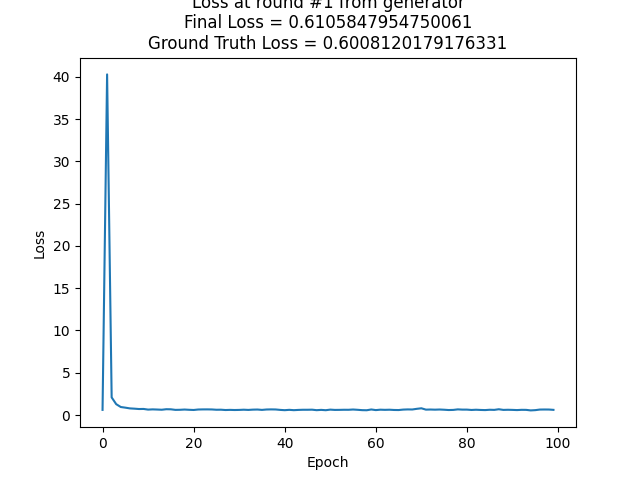 Loss at round #1 from generator
Final Loss = 0.6105847954750061
Ground Truth Loss = 0.6008120179176331
40
35
30
25
20
15
10
5
0
Loss
0 20 40 60 80 100
Epoch